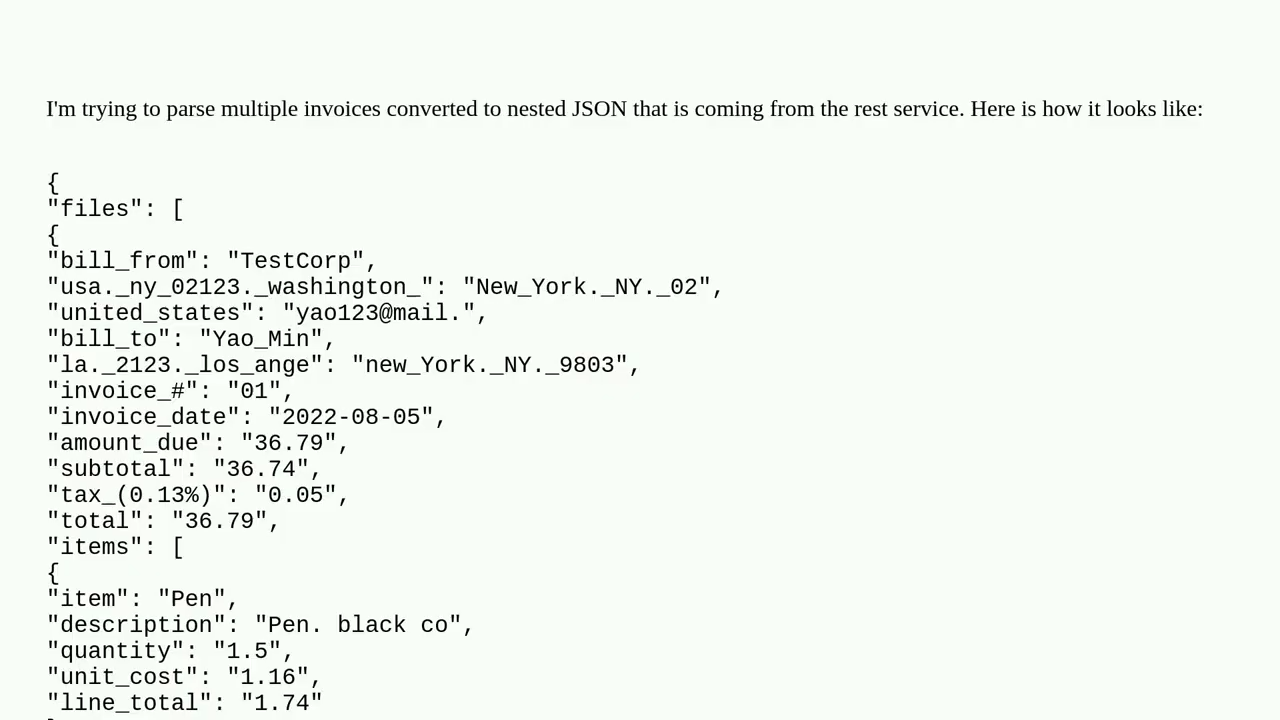 I'm trying to parse multiple invoices converted to nested JSON that is coming from the rest service. Here is how it looks like:
{
"files": [
{
"bill_from": "TestCorp",
"usa._ny_02123._washington_": "New_York._NY._02",
"united_states": "yao123@mail.",
"bill_to": "Yao_Min",
"la._2123._los_ange": "new_York._NY._9803",
"invoice_#": "01",
"invoice_date": "2022-08-05",
"amount_due": "36.79",
"subtotal": "36.74",
"tax_(0.13%)": "0.05",
"total": "36.79",
"items": [
{
"item": "Pen",
"description": "Pen. black co",
"quantity": "1.5",
"unit_cost": "1.16",
"line_total": "1.74"